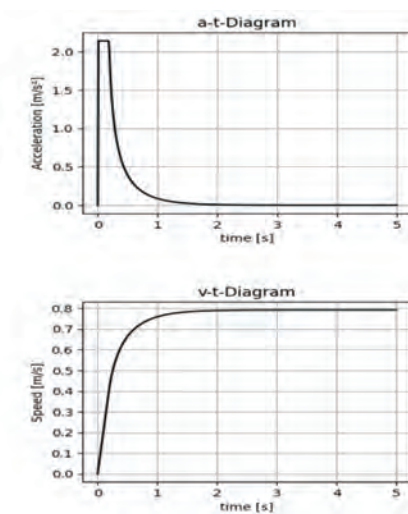 a-t-Diagram
Acceleration [m/s²]
2.0
1.5
1.0
0.5
0.0
0 1 2 3 4 5
time [s]
v-t-Diagram
Speed [m/s]
0.8
0.7
0.6
0.5
0.4
0.3
0.2
0.1
0.0
0 1 2 3 4 5
time [s]